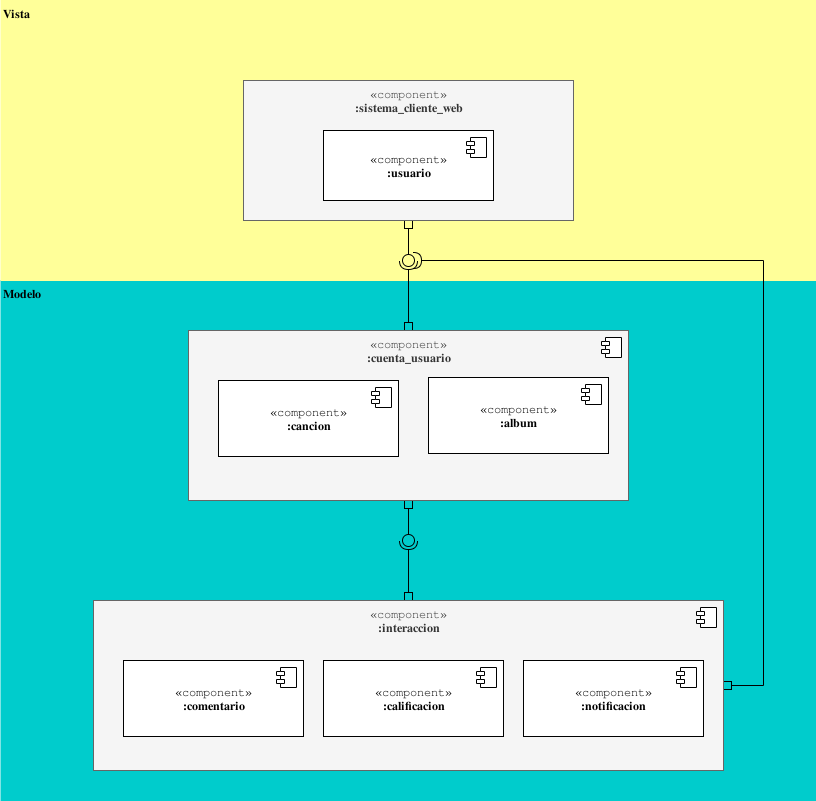 Vista
«component»
:sistema_cliente_web
«component»
:usuario
Modelo
«component»
:cuenta_usuario
«component»
:cancion
«component»
:album
«component»
:interaccion
«component»
:comentario
«component»
:calificacion
«component»
:notificacion